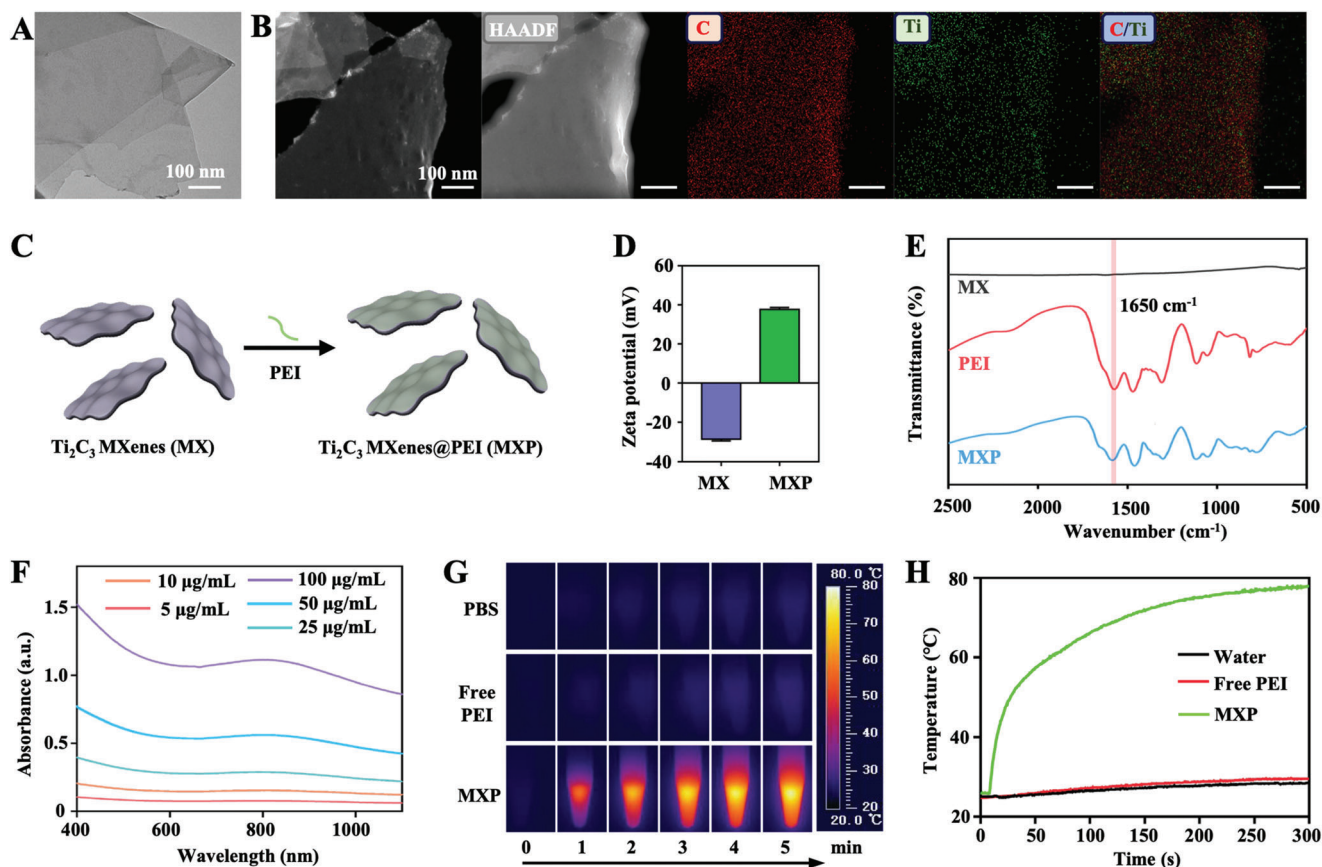 A
100 nm
B
100 nm
HAADF
C
Ti
C/Ti
C
PEI
Ti₂C₃ MXenes (MX)
Ti₂C₃ MXenes@PEI (MXP)
D
Zeta potential (mV)
60
40
20
0
-20
-40
MX
MXP
E
Transmittance (%)
MX
1650 cm⁻¹
PEI
MXP
2500
2000
1500
1000
500
Wavenumber (cm⁻¹)
F
Absorbance (a.u.)
10 µg/mL
5 µg/mL
100 µg/mL
50 µg/mL
25 µg/mL
1.5
1.0
0.5
0
400
600
800
1000
Wavelength (nm)
G
PBS
Free
PEI
MXP
0
1
2
3
4
5
min
80.0 ℃
80
70
60
50
40
30
20
20.0 ℃
H
Temperature (℃)
80
60
40
20
Water
Free PEI
MXP
0
50
100
150
200
250
300
Time (s)